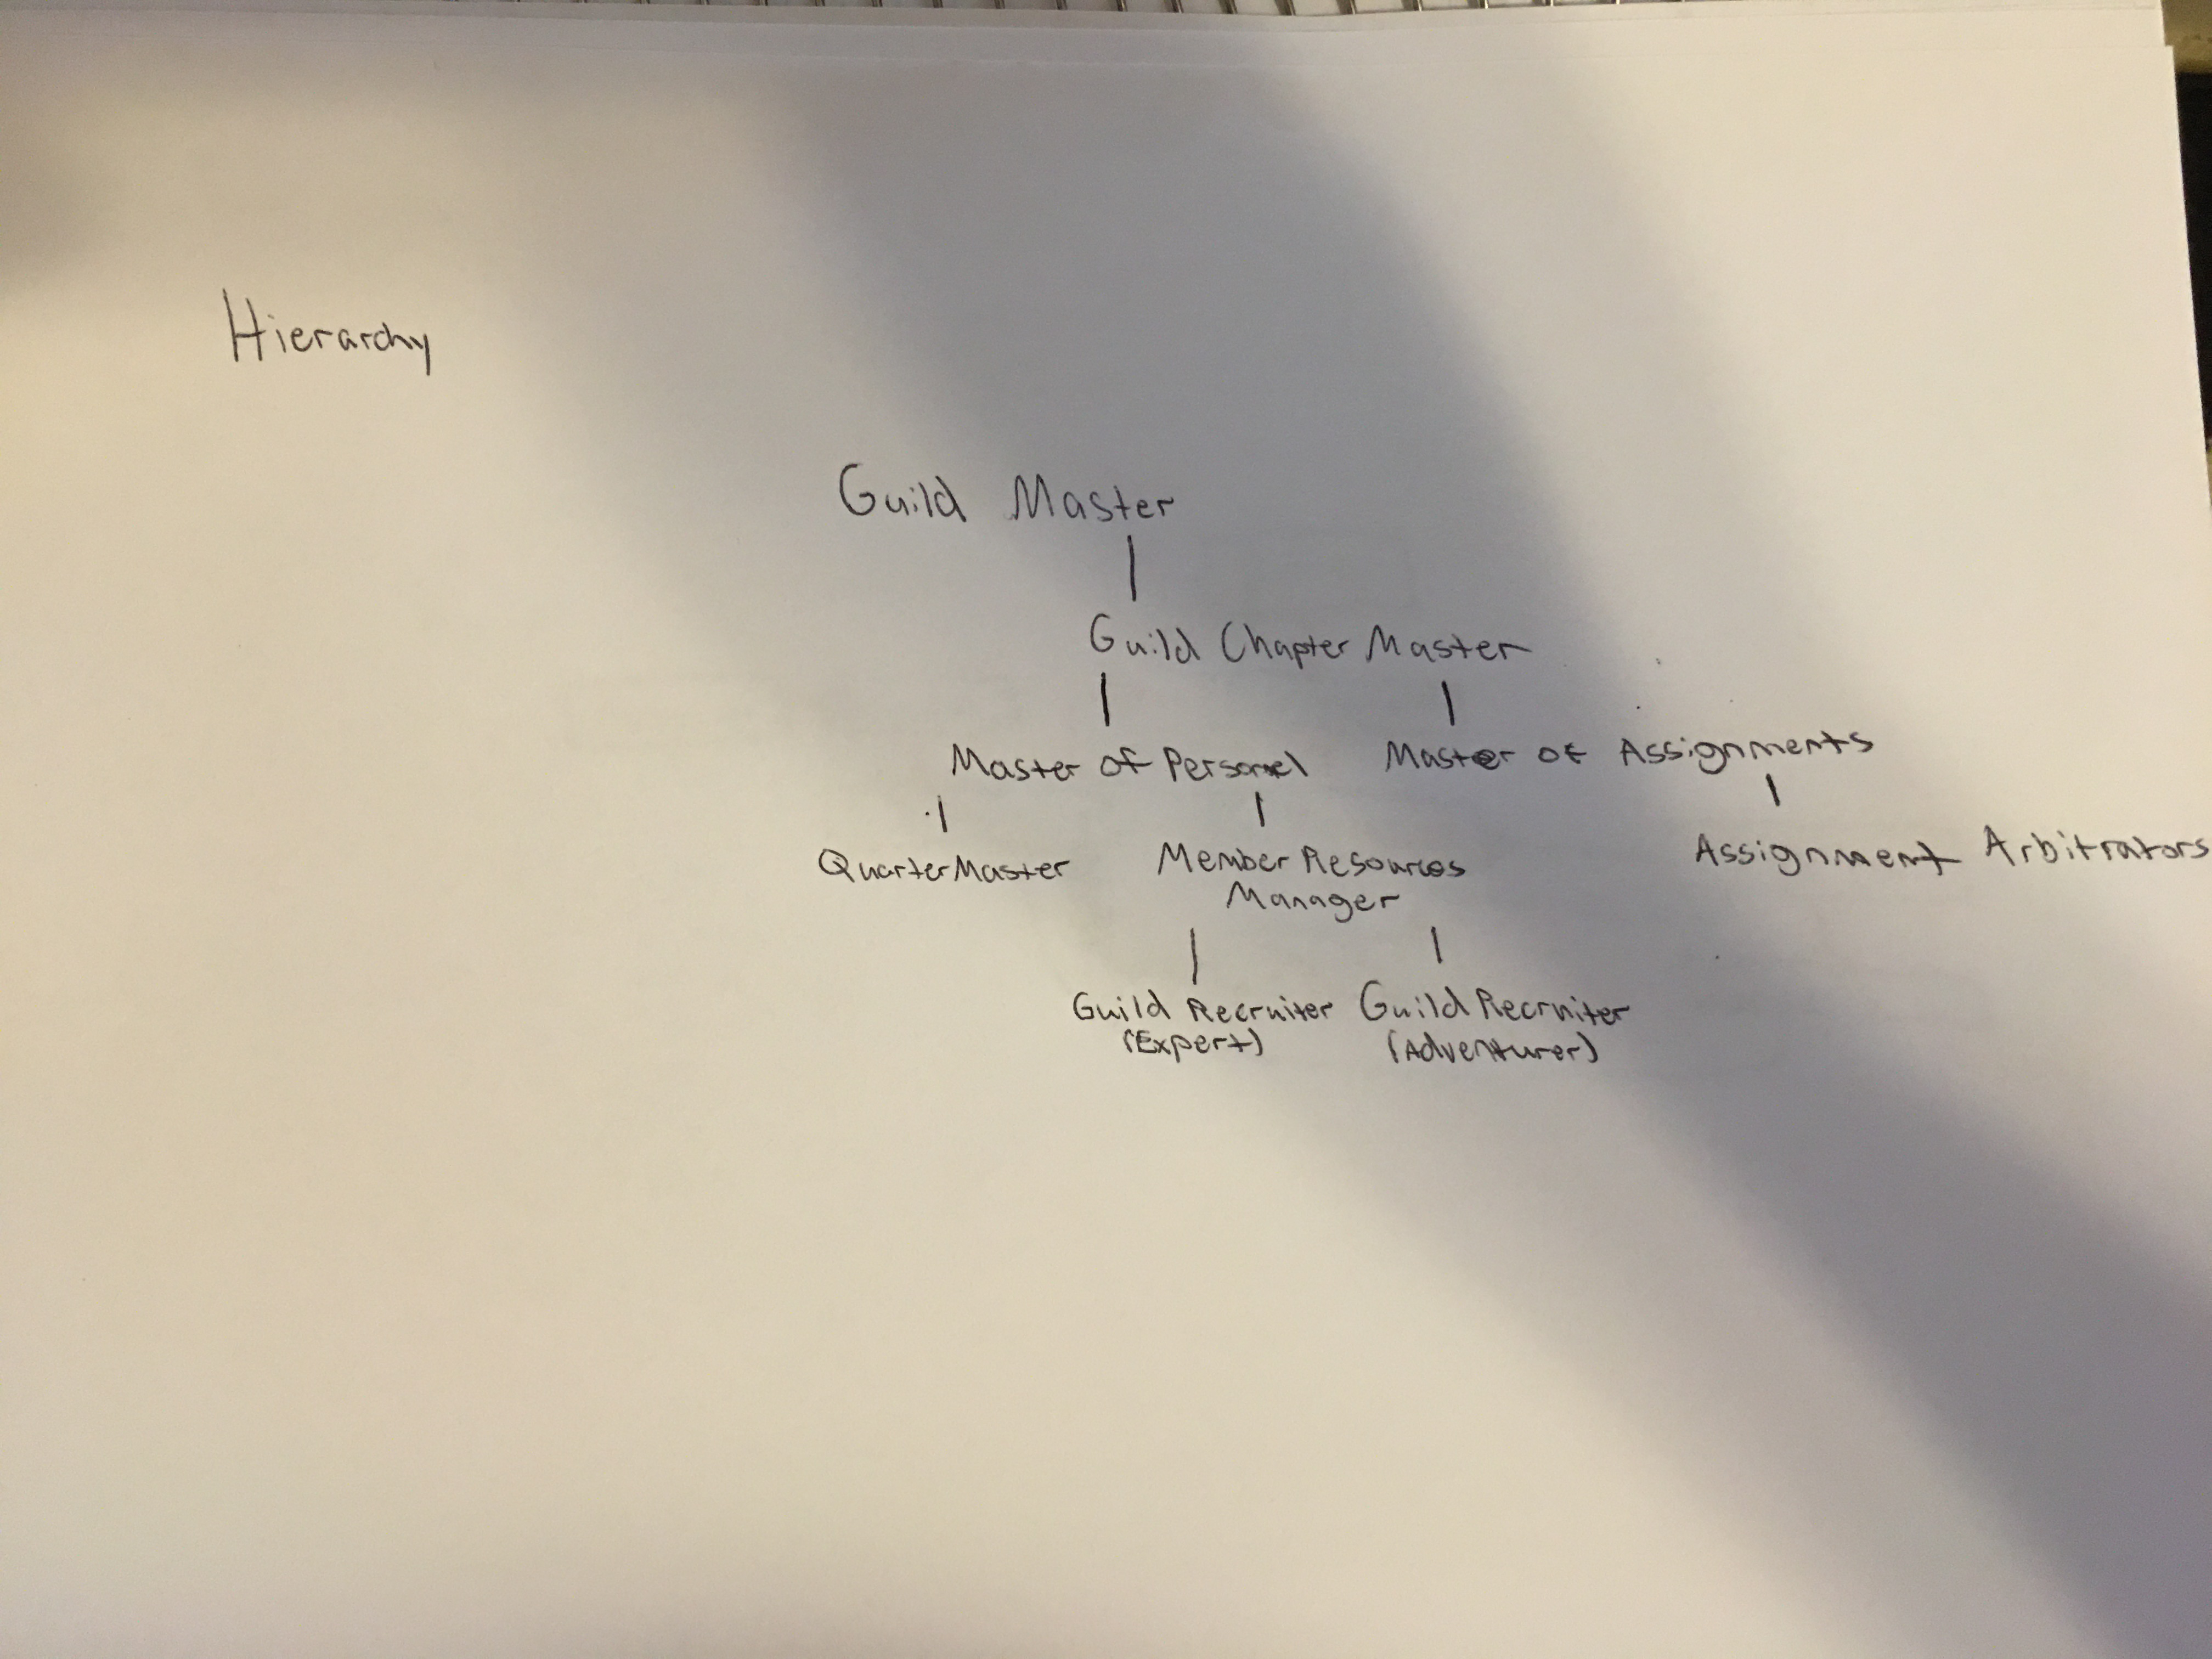 Hierarchy
Guild Master
Guild Chapter Master
Master of Personel Master of Assignments
QuarterMaster Member Resources Assignment Arbitrators
Manager
Guild Recruiter Guild Recruiter
(Expert) (Adventurer)